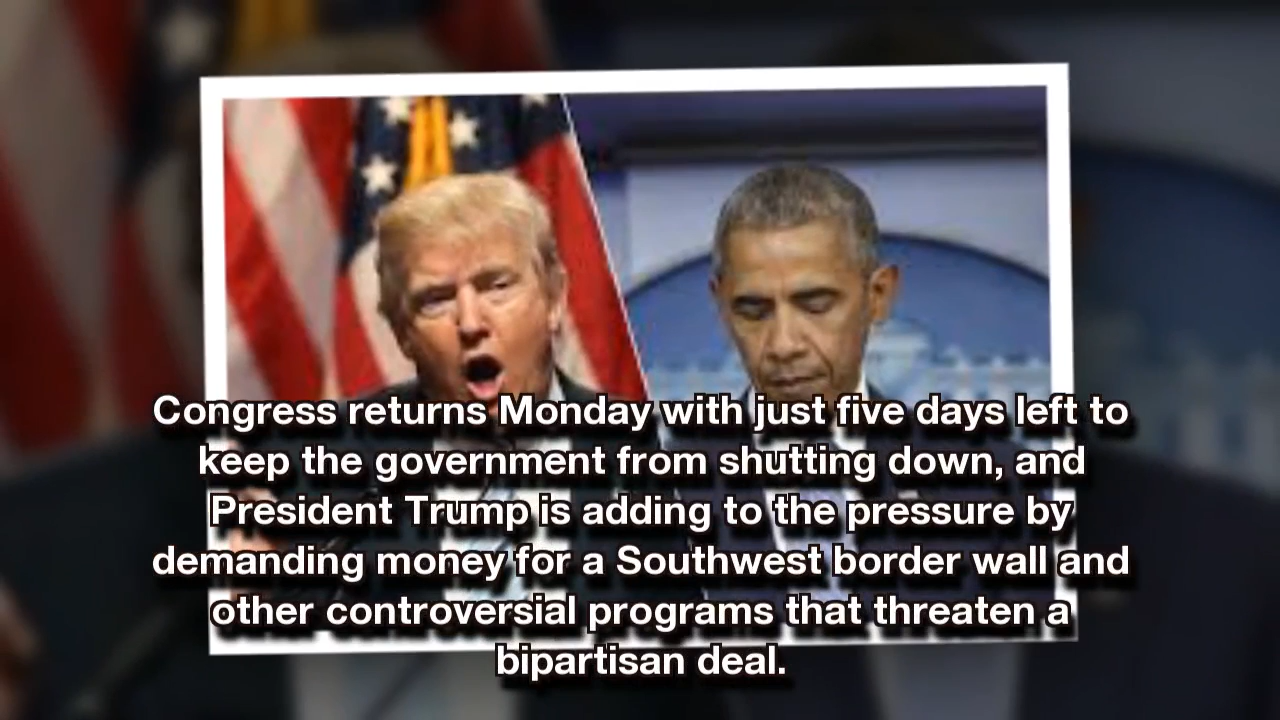 Congress returns Monday with just five days left to
keep the government from shutting down, and
President Trump is adding to the pressure by
demanding money for a Southwest border wall and
other controversial programs that threaten a
bipartisan deal.